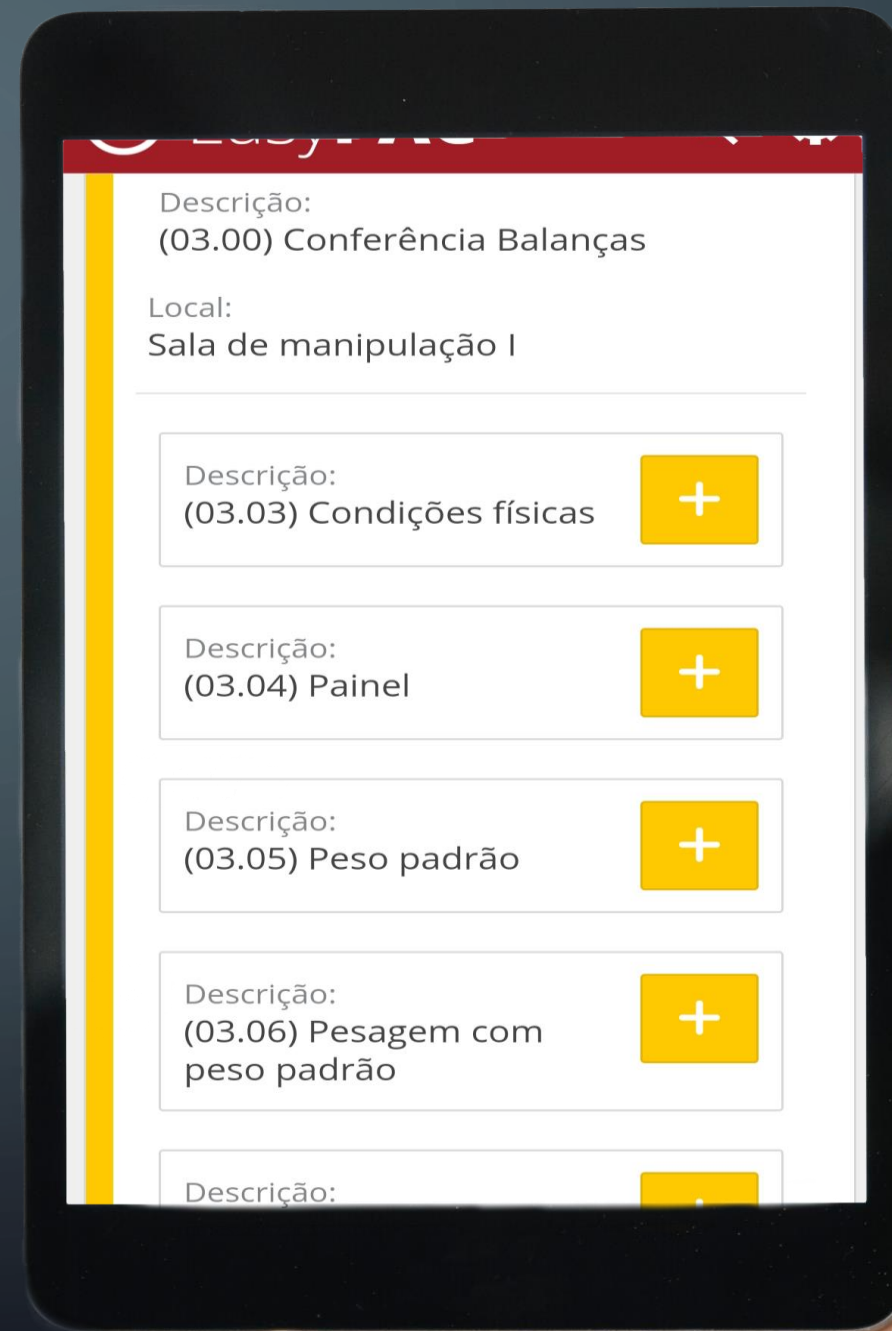 Descrição:
(03.00) Conferência Balanças
Local:
Sala de manipulação I
Descrição:
(03.03) Condições físicas
Descrição:
(03.04) Painel
Descrição:
(03.05) Peso padrão
Descrição:
(03.06) Pesagem com
peso padrão
Descrição: